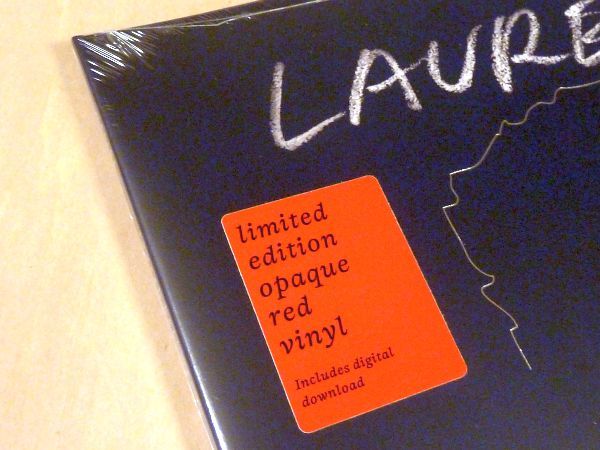 LAURE
limited
edition
opaque
red
vinyl
Includes digital
download